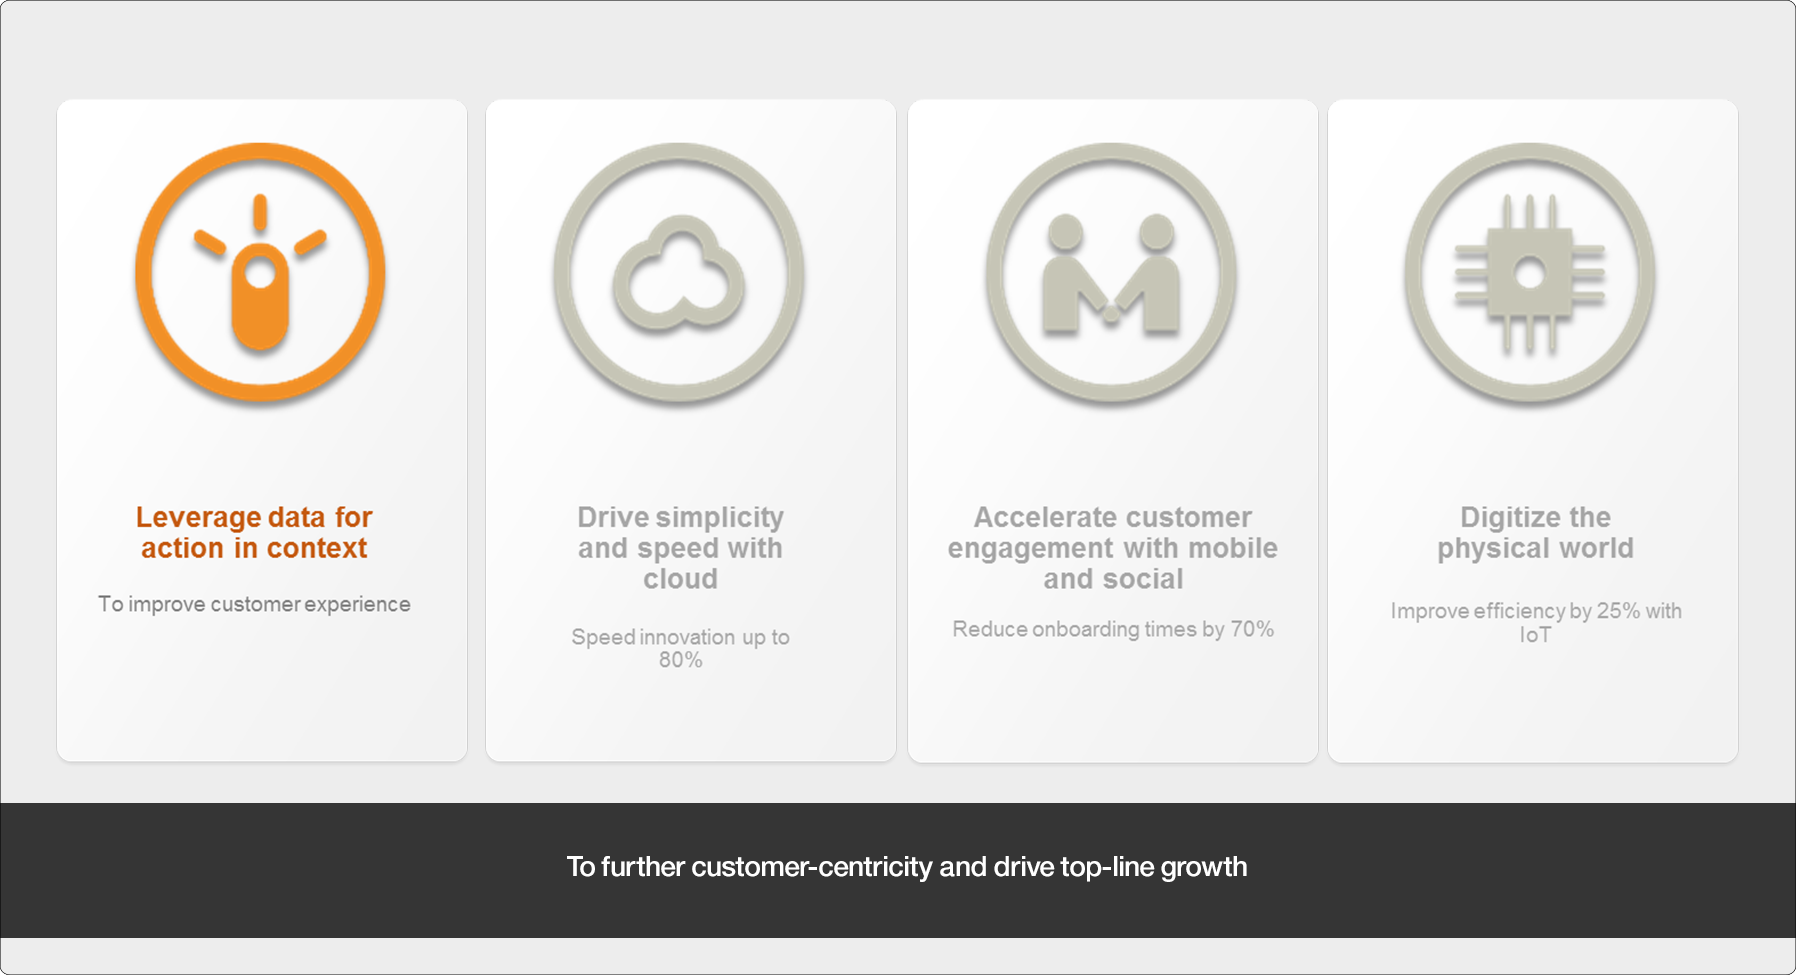 Leverage data for
action in context
To improve customer experience
Drive simplicity
and speed with
cloud
Speed innovation up to
80%
Accelerate customer
engagement with mobile
and social
Reduce onboarding times by 70%
Digitize the
physical world
Improve efficiency by 25% with
IoT
To further customer-centricity and drive top-line growth